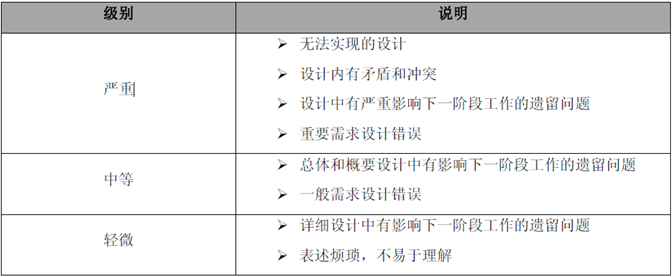 级别 说明
严重
➢ 无法实现的设计
➢ 设计内有矛盾和冲突
➢ 设计中有严重影响下一阶段工作的遗留问题
➢ 重要需求设计错误
中等
➢ 总体和概要设计中有影响下一阶段工作的遗留问题
➢ 一般需求设计错误
轻微
➢ 详细设计中有影响下一阶段工作的遗留问题
➢ 表述烦琐，不易于理解